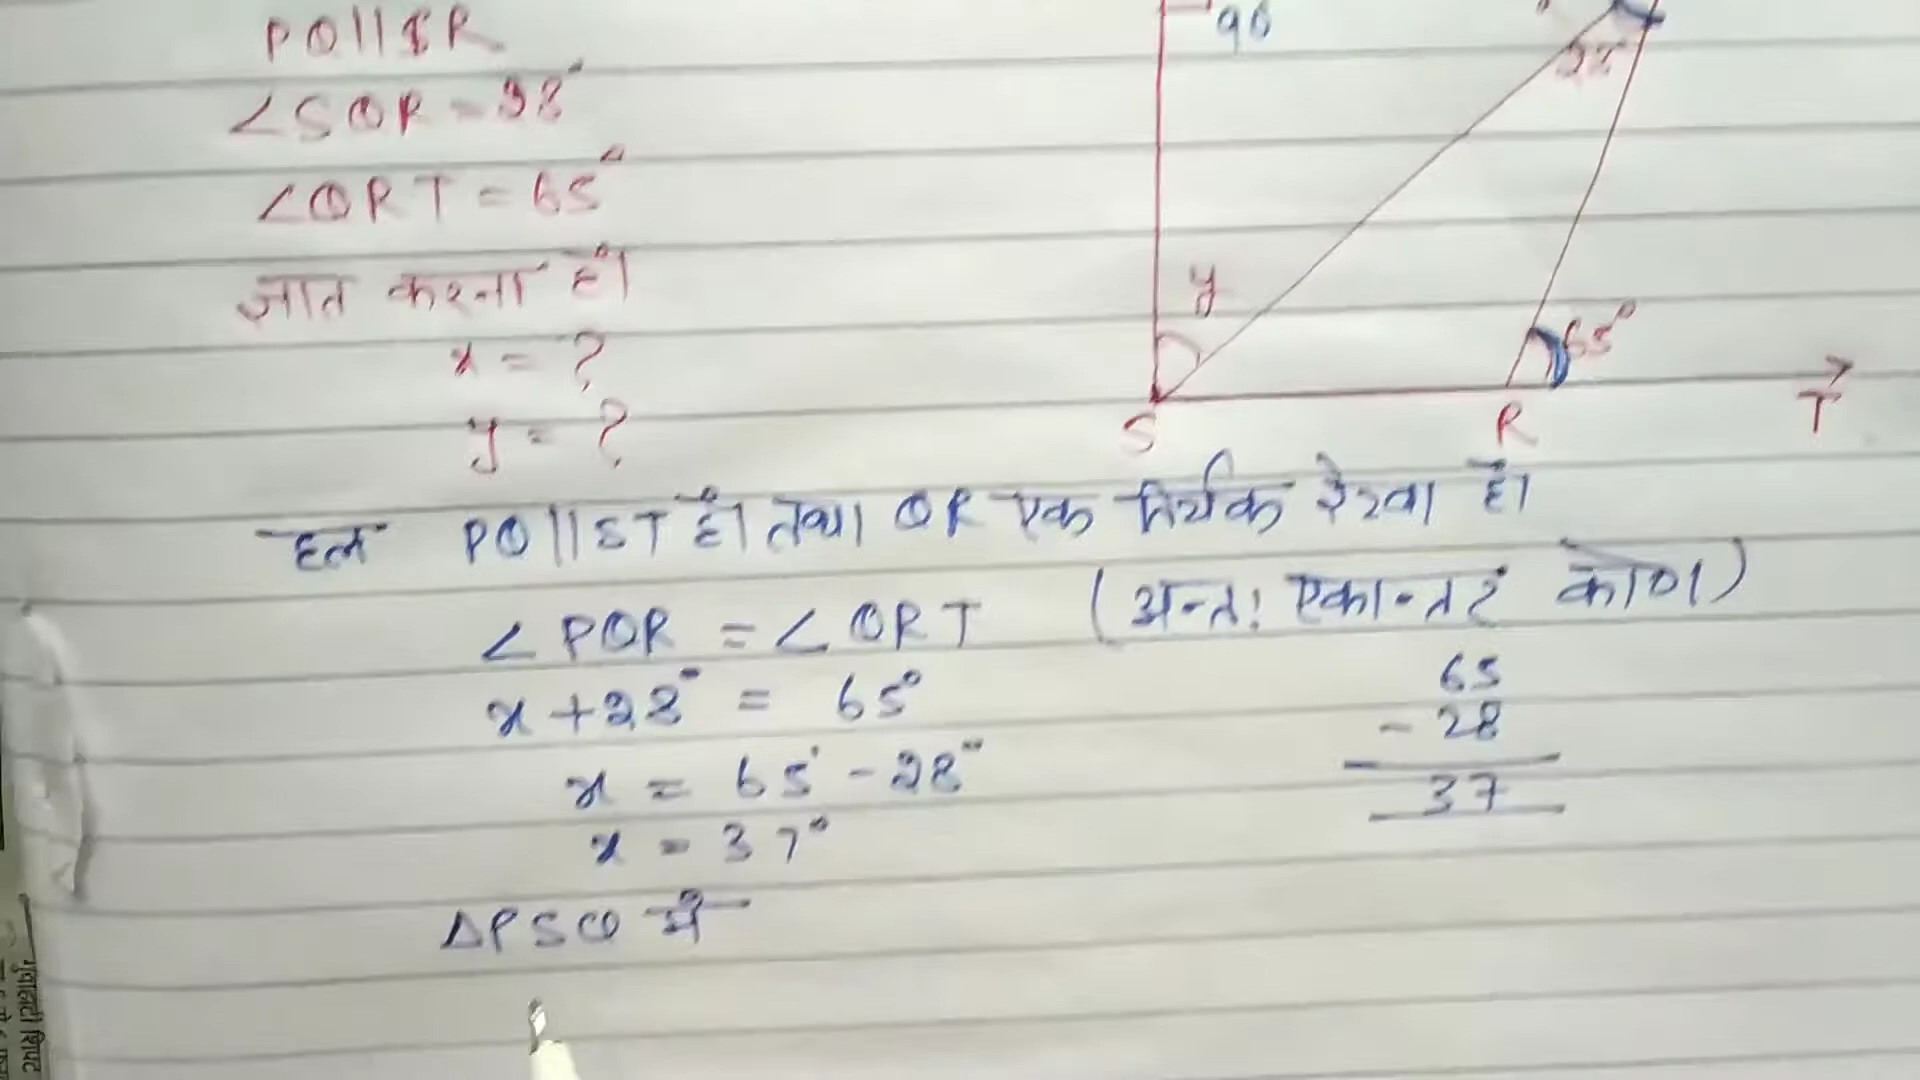 PQ||SR
∠SQR = 28°
∠QRT = 65°
ज्ञात करना है।
x = ?
y = ?
90
28
y
65°
S
R
T
हल PQ||ST है। तथा QR एक तिर्यक रेखा है।
∠PQR = ∠QRT (अन्तः एकान्तर कोण)
x + 28° = 65°
x = 65° - 28°
x = 37°
65
- 28
37
ΔPSQ में